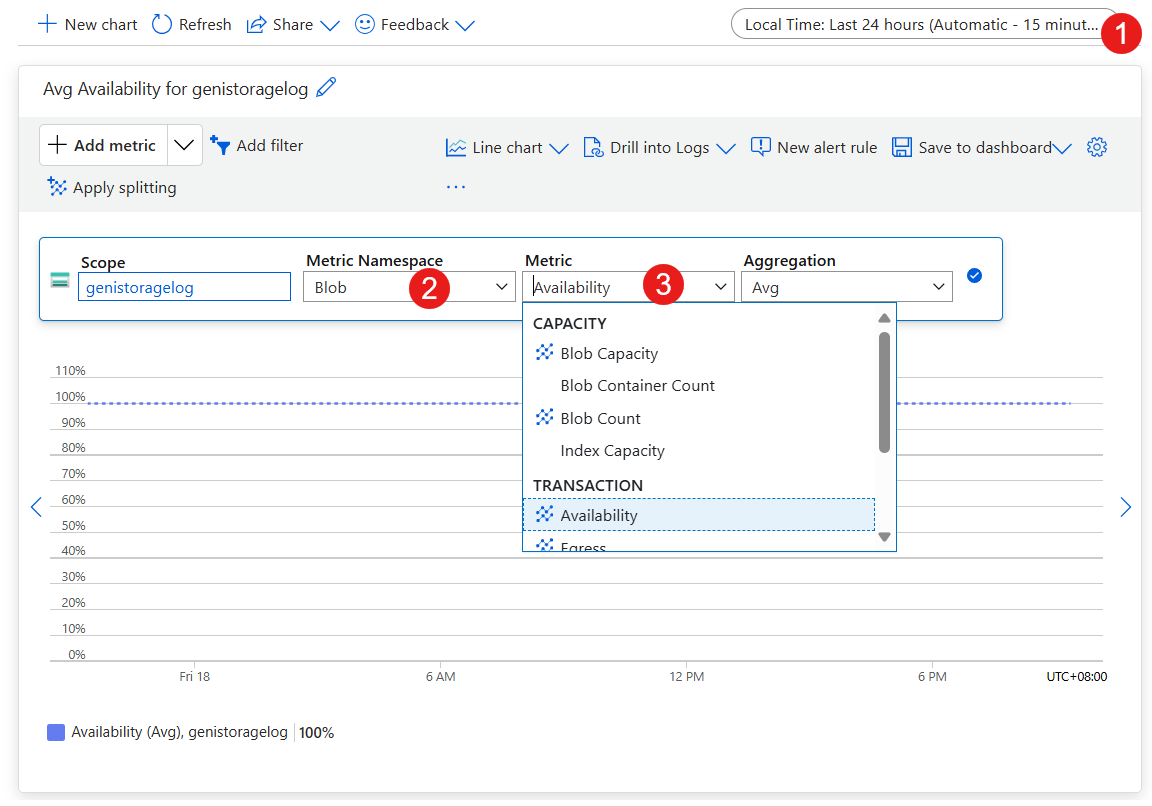 New chart Refresh Share Feedback Local Time: Last 24 hours (Automatic - 15 minut... 1
Avg Availability for genistoragelog
Add metric Add filter Line chart Drill into Logs New alert rule Save to dashboard
Apply splitting ...
Scope Metric Namespace Metric Aggregation
genistoragelog Blob 2 Availability 3 Avg
CAPACITY
Blob Capacity
Blob Container Count
Blob Count
Index Capacity
TRANSACTION
Availability
Egress
110%
100%
90%
80%
70%
60%
50%
40%
30%
20%
10%
0%
Fri 18 6 AM 12 PM 6 PM UTC+08:00
Availability (Avg), genistoragelog 100%